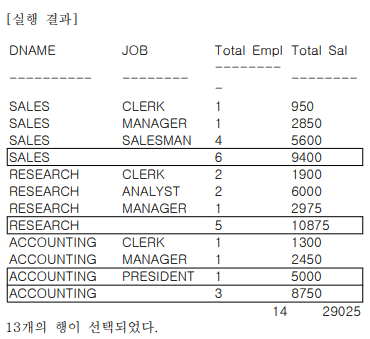 [실행 결과]
DNAME JOB Total Empl Total Sal
---------- -------- --------- --------
SALES CLERK 1 950
SALES MANAGER 1 2850
SALES SALESMAN 4 5600
SALES 6 9400
RESEARCH CLERK 2 1900
RESEARCH ANALYST 2 6000
RESEARCH MANAGER 1 2975
RESEARCH 5 10875
ACCOUNTING CLERK 1 1300
ACCOUNTING MANAGER 1 2450
ACCOUNTING PRESIDENT 1 5000
ACCOUNTING 3 8750
14 29025
13개의 행이 선택되었다.